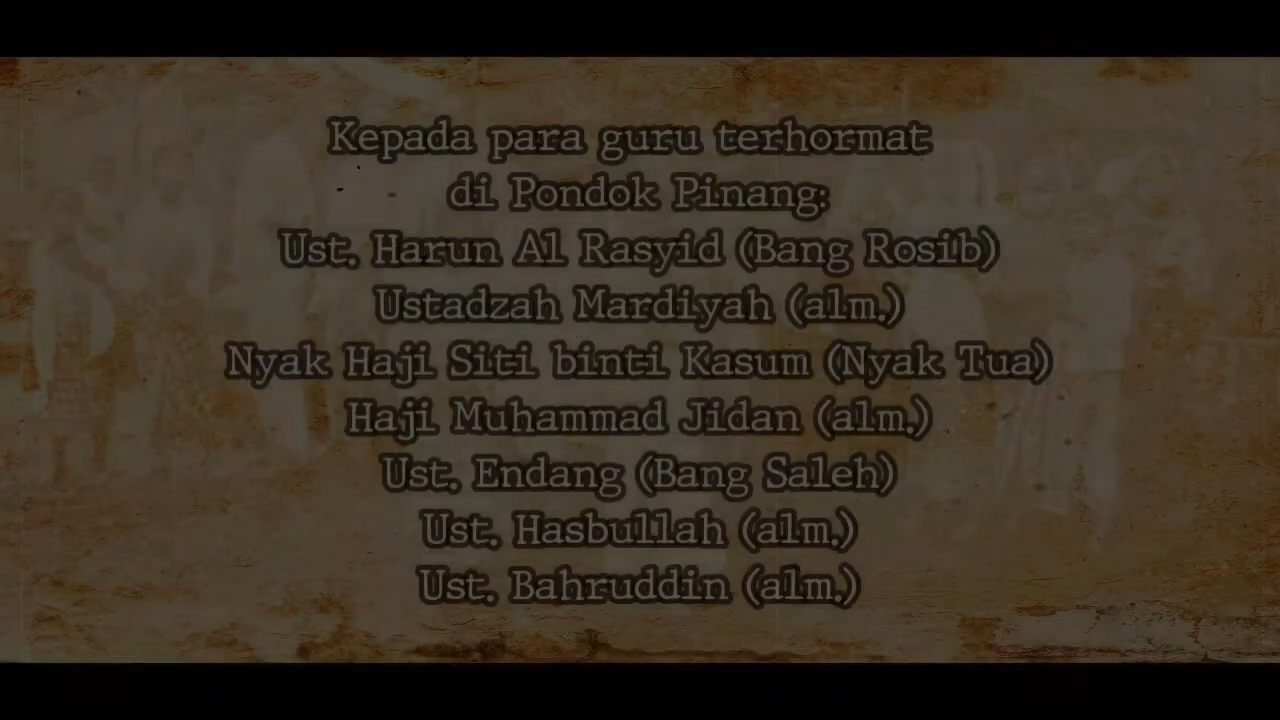 Kepada para guru terhormat
di Pondok Pinang:
Ust. Harun Al Rasyid (Bang Rosib)
Ustadzah Mardiyah (alm.)
Nyak Haji Siti binti Kasum (Nyak Tua)
Haji Muhammad Jidan (alm.)
Ust. Endang (Bang Saleh)
Ust. Hasbullah (alm.)
Ust. Bahruddin (alm.)